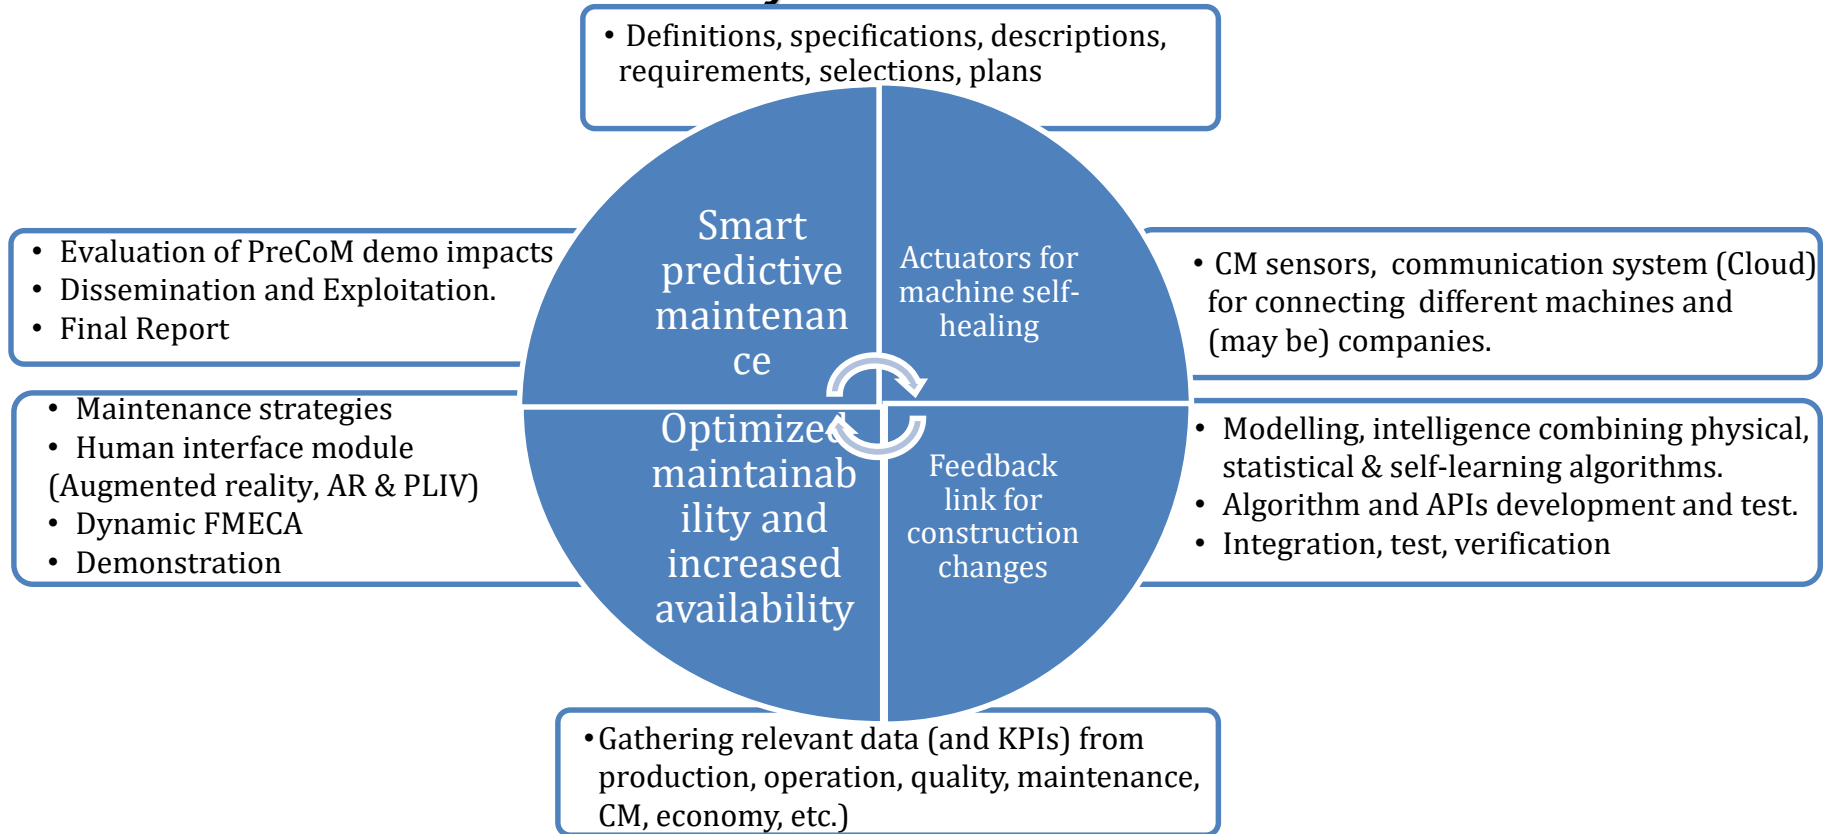 • Definitions, specifications, descriptions,
requirements, selections, plans
Smart
predictive
maintenan
ce
Actuators for
machine self-
healing
• Evaluation of PreCoM demo impacts
• Dissemination and Exploitation.
• Final Report
• CM sensors, communication system (Cloud)
for connecting different machines and
(may be) companies.
• Maintenance strategies
• Human interface module
(Augmented reality, AR & PLIV)
• Dynamic FMECA
• Demonstration
Optimized
maintainab
ility and
increased
availability
Feedback
link for
construction
changes
• Modelling, intelligence combining physical,
statistical & self-learning algorithms.
• Algorithm and APIs development and test.
• Integration, test, verification
• Gathering relevant data (and KPIs) from
production, operation, quality, maintenance,
CM, economy, etc.)